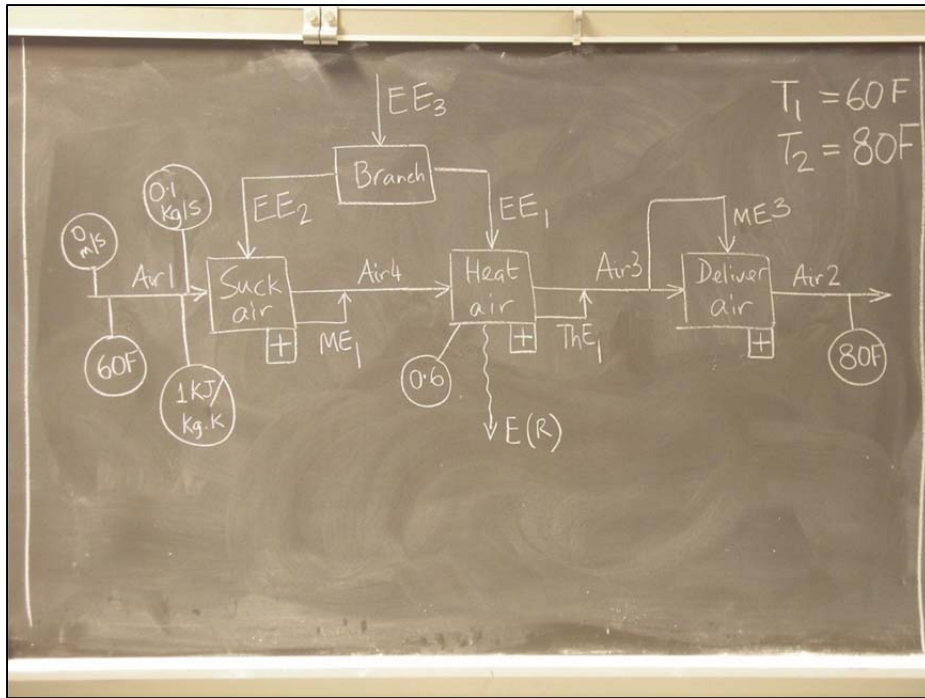 EE3
T1 = 60F
T2 = 80F
Branch
0.1
kg/s
EE2
EE1
ME3
0
m/s
Air1
Suck
air
Air4
Heat
air
Air3
Deliver
air
Air2
+
ME1
+
ThE1
+
60F
0.6
80F
1KJ/
kg.K
E(R)